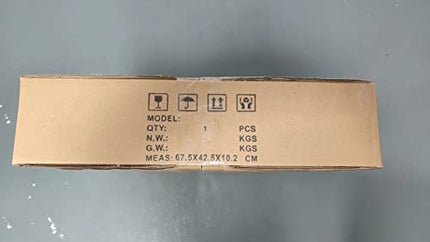 MODEL:
QTY: 1 PCS
N.W.: KGS
G.W.: KGS
MEAS: 67.5X42.5X10.2 CM